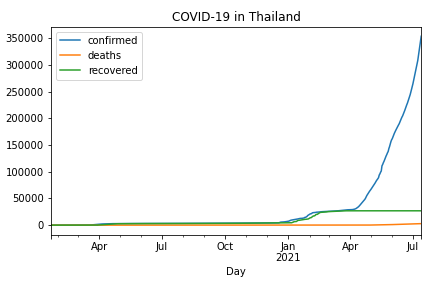 COVID-19 in Thailand
confirmed
deaths
recovered
350000
300000
250000
200000
150000
100000
50000
0
Apr Jul Oct Jan Apr Jul
2021
Day